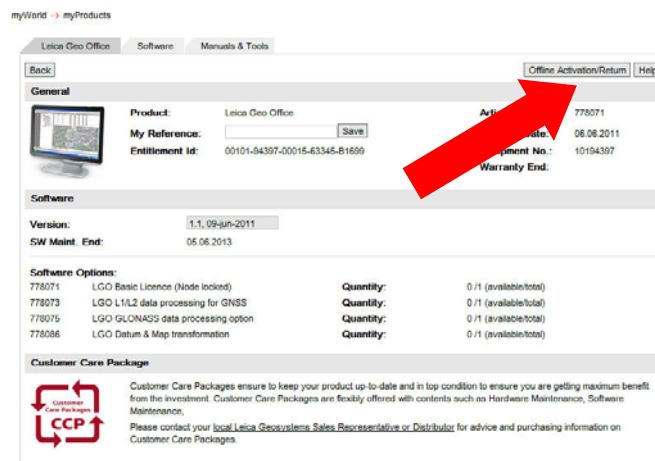 myWorld --> myProducts
Leica Geo Office Software Manuals & Tools
Back Offline Activation/Return Help
General
Product: Leica Geo Office 778071
My Reference: Save 06.06.2011
Entitlement Id: 00101-94397-00015-63345-B1699 No.: 10194397
Warranty End:
Software
Version: 1.1, 09-jun-2011
SW Maint. End: 05.06.2013
Software Options:
778071 LGO Basic Licence (Node locked) Quantity: 0 /1 (available/total)
778073 LGO L1/L2 data processing for GNSS Quantity: 0 /1 (available/total)
778075 LGO GLONASS data processing option Quantity: 0 /1 (available/total)
778086 LGO Datum & Map transformation Quantity: 0 /1 (available/total)
Customer Care Package
Customer
Care Packages
CCP
Customer Care Packages ensure to keep your product up-to-date and in top condition to ensure you are getting maximum benefit
from the investment. Customer Care Packages are flexibly offered with contents such as Hardware Maintenance, Software
Maintenance,
Please contact your local Leica Geosystems Sales Representative or Distributor for advice and purchasing information on
Customer Care Packages.